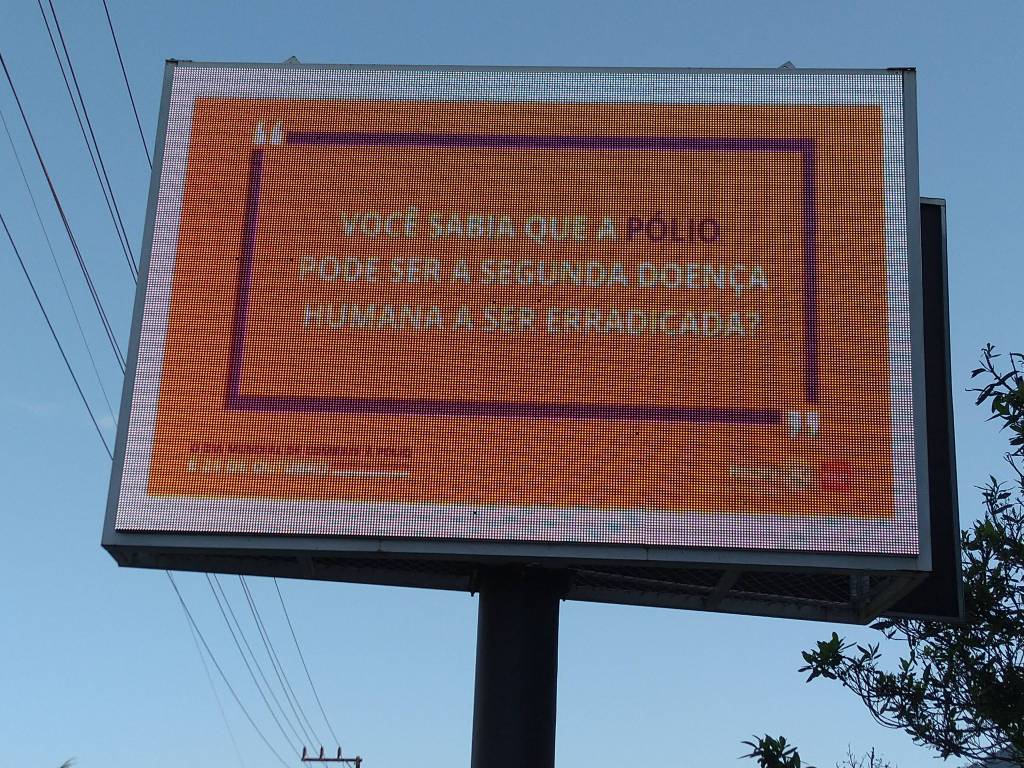 “
VOCÊ SABIA QUE A PÓLIO
PODE SER A SEGUNDA DOENÇA
HUMANA A SER ERRADICADA?
”